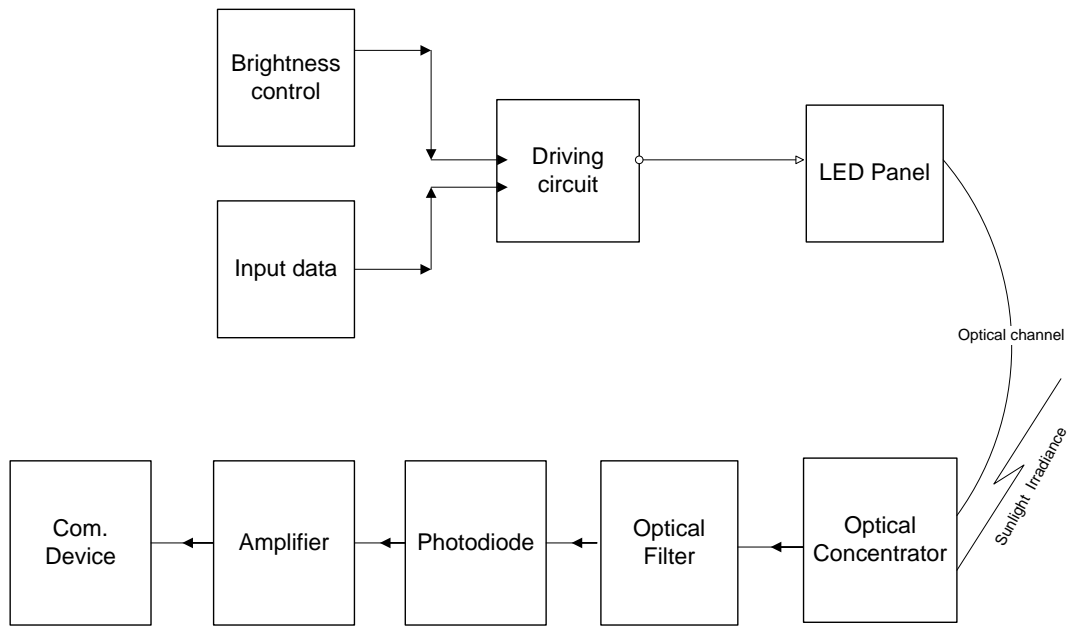 Brightness
control
Driving
circuit
LED Panel
Input data
Optical channel
Sunlight Irradiance
Com.
Device
Amplifier
Photodiode
Optical
Filter
Optical
Concentrator